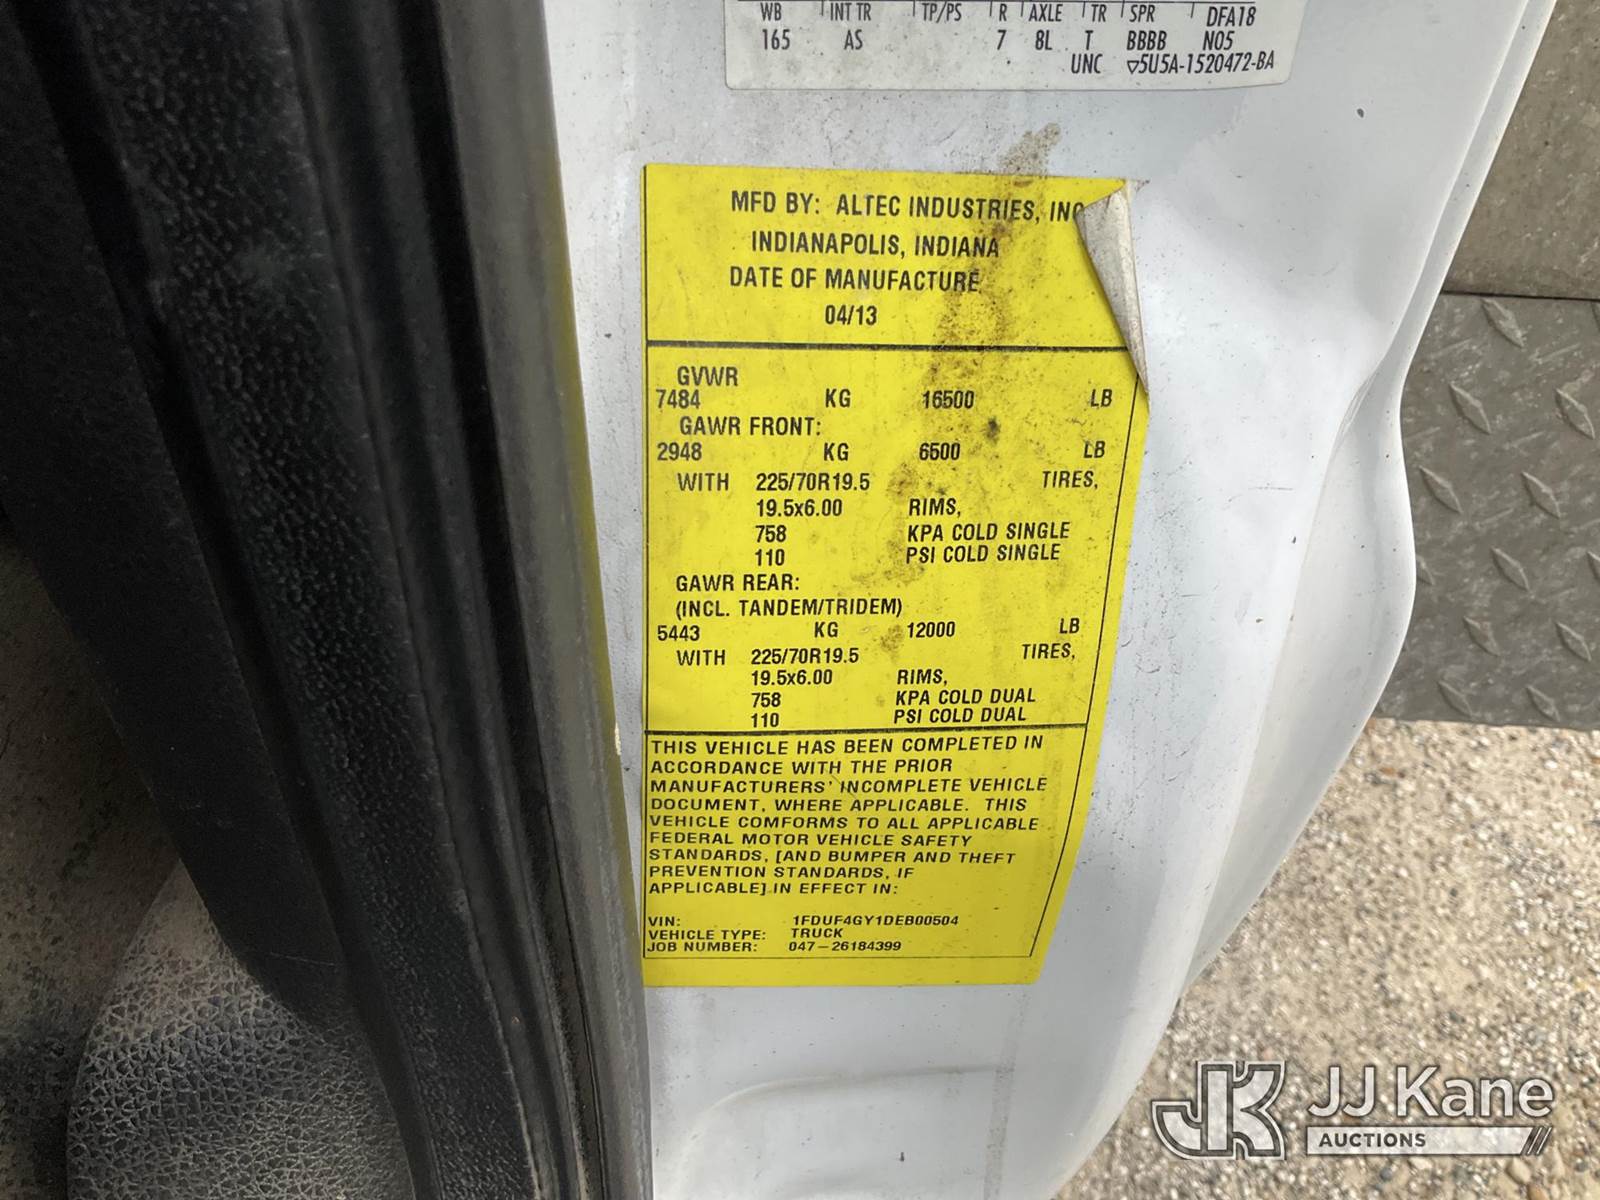 WB INT TR TP/PS R AXLE TR SPR DFA18
165 AS 7 8L T BBBB N05
UNC ▽5U5A-1520472-BA
MFD BY: ALTEC INDUSTRIES, INC
INDIANAPOLIS, INDIANA
DATE OF MANUFACTURE
04/13
GVWR
7484 KG 16500 LB
GAWR FRONT:
2948 KG 6500 LB
WITH 225/70R19.5 TIRES,
19.5x6.00 RIMS,
758 KPA COLD SINGLE
110 PSI COLD SINGLE
GAWR REAR:
(INCL. TANDEM/TRIDEM)
5443 KG 12000 LB
WITH 225/70R19.5 TIRES,
19.5x6.00 RIMS,
758 KPA COLD DUAL
110 PSI COLD DUAL
THIS VEHICLE HAS BEEN COMPLETED IN
ACCORDANCE WITH THE PRIOR
MANUFACTURERS' INCOMPLETE VEHICLE
DOCUMENT, WHERE APPLICABLE. THIS
VEHICLE COMFORMS TO ALL APPLICABLE
FEDERAL MOTOR VEHICLE SAFETY
STANDARDS, [AND BUMPER AND THEFT
PREVENTION STANDARDS, IF
APPLICABLE] IN EFFECT IN:
VIN: 1FDUF4GY1DEB00504
VEHICLE TYPE: TRUCK
JOB NUMBER: 047-26184399
JK JJ Kane
AUCTIONS